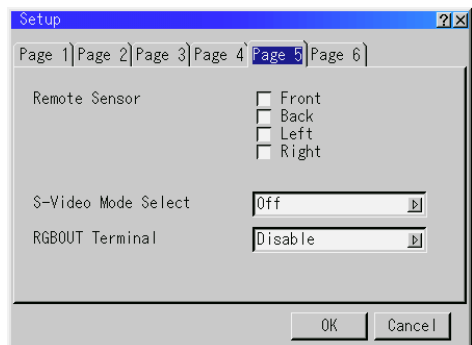 Setup
Page 1 Page 2 Page 3 Page 4 Page 5 Page 6
Remote Sensor
Front
Back
Left
Right
S-Video Mode Select Off
RGBOUT Terminal Disable
OK Cancel